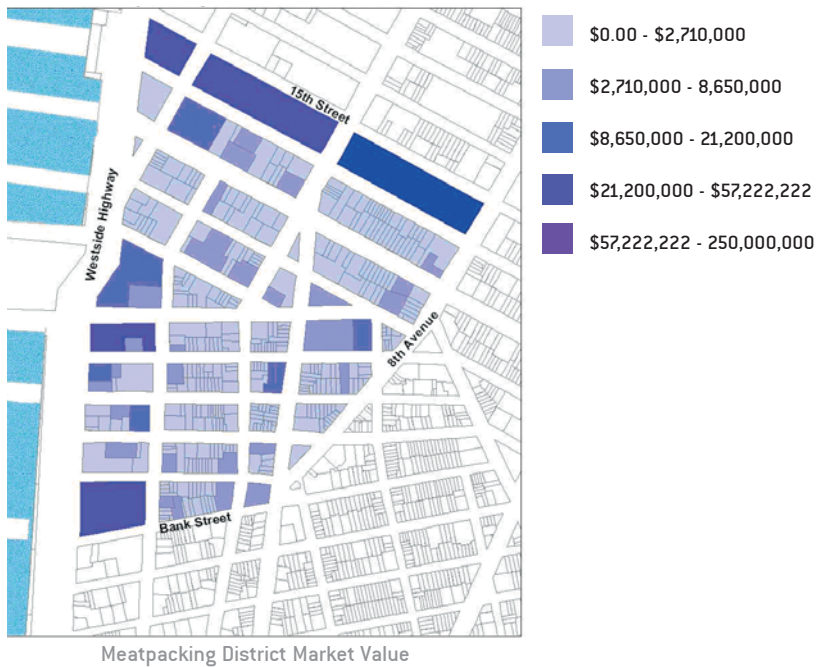 15th Street
Westside Highway
8th Avenue
Bank Street
$0.00 - $2,710,000
$2,710,000 - 8,650,000
$8,650,000 - 21,200,000
$21,200,000 - $57,222,222
$57,222,222 - 250,000,000
Meatpacking District Market Value